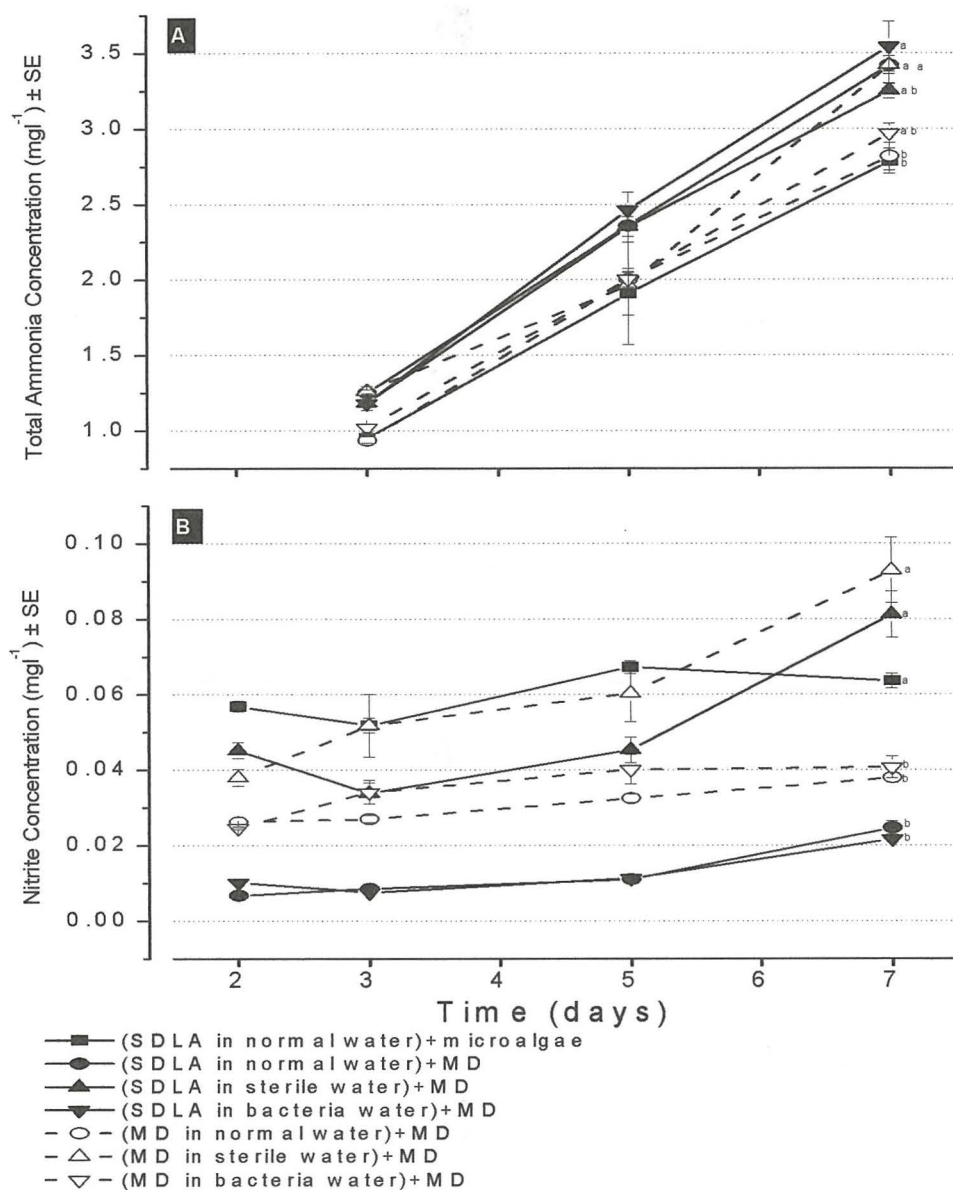 A
Total Ammonia Concentration (mgl-1) ± SE
3.5
3.0
2.5
2.0
1.5
1.0
a
a a
a b
a b
b
b
B
Nitrite Concentration (mgl-1) ± SE
0.10
0.08
0.06
0.04
0.02
0.00
a
a
a
b
b
b
b
2 3 4 5 6 7
Time (days)
(SDLA in normal water)+microalgae
(SDLA in normal water)+MD
(SDLA in sterile water)+MD
(SDLA in bacteria water)+MD
(MD in normal water)+MD
(MD in sterile water)+MD
(MD in bacteria water)+MD